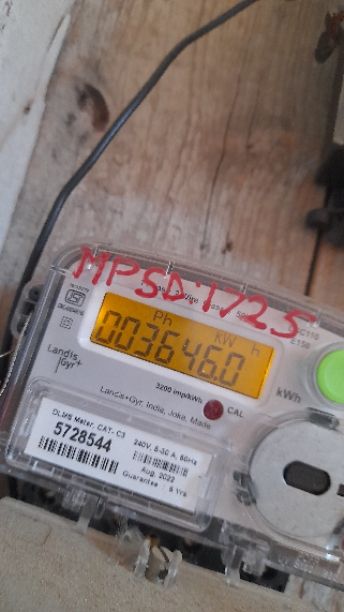 MPSD:1725
Ph KW h
003646.0
Landis
Gyr+
3200 imp/kWh
kWh
CAL
Landis+Gyr, India, Joka, Made
DLMS Meter, CAT- C3
5728544
240V, 5-30 A, 50Hz
Aug, 2022
Guarantee : 5 Yrs